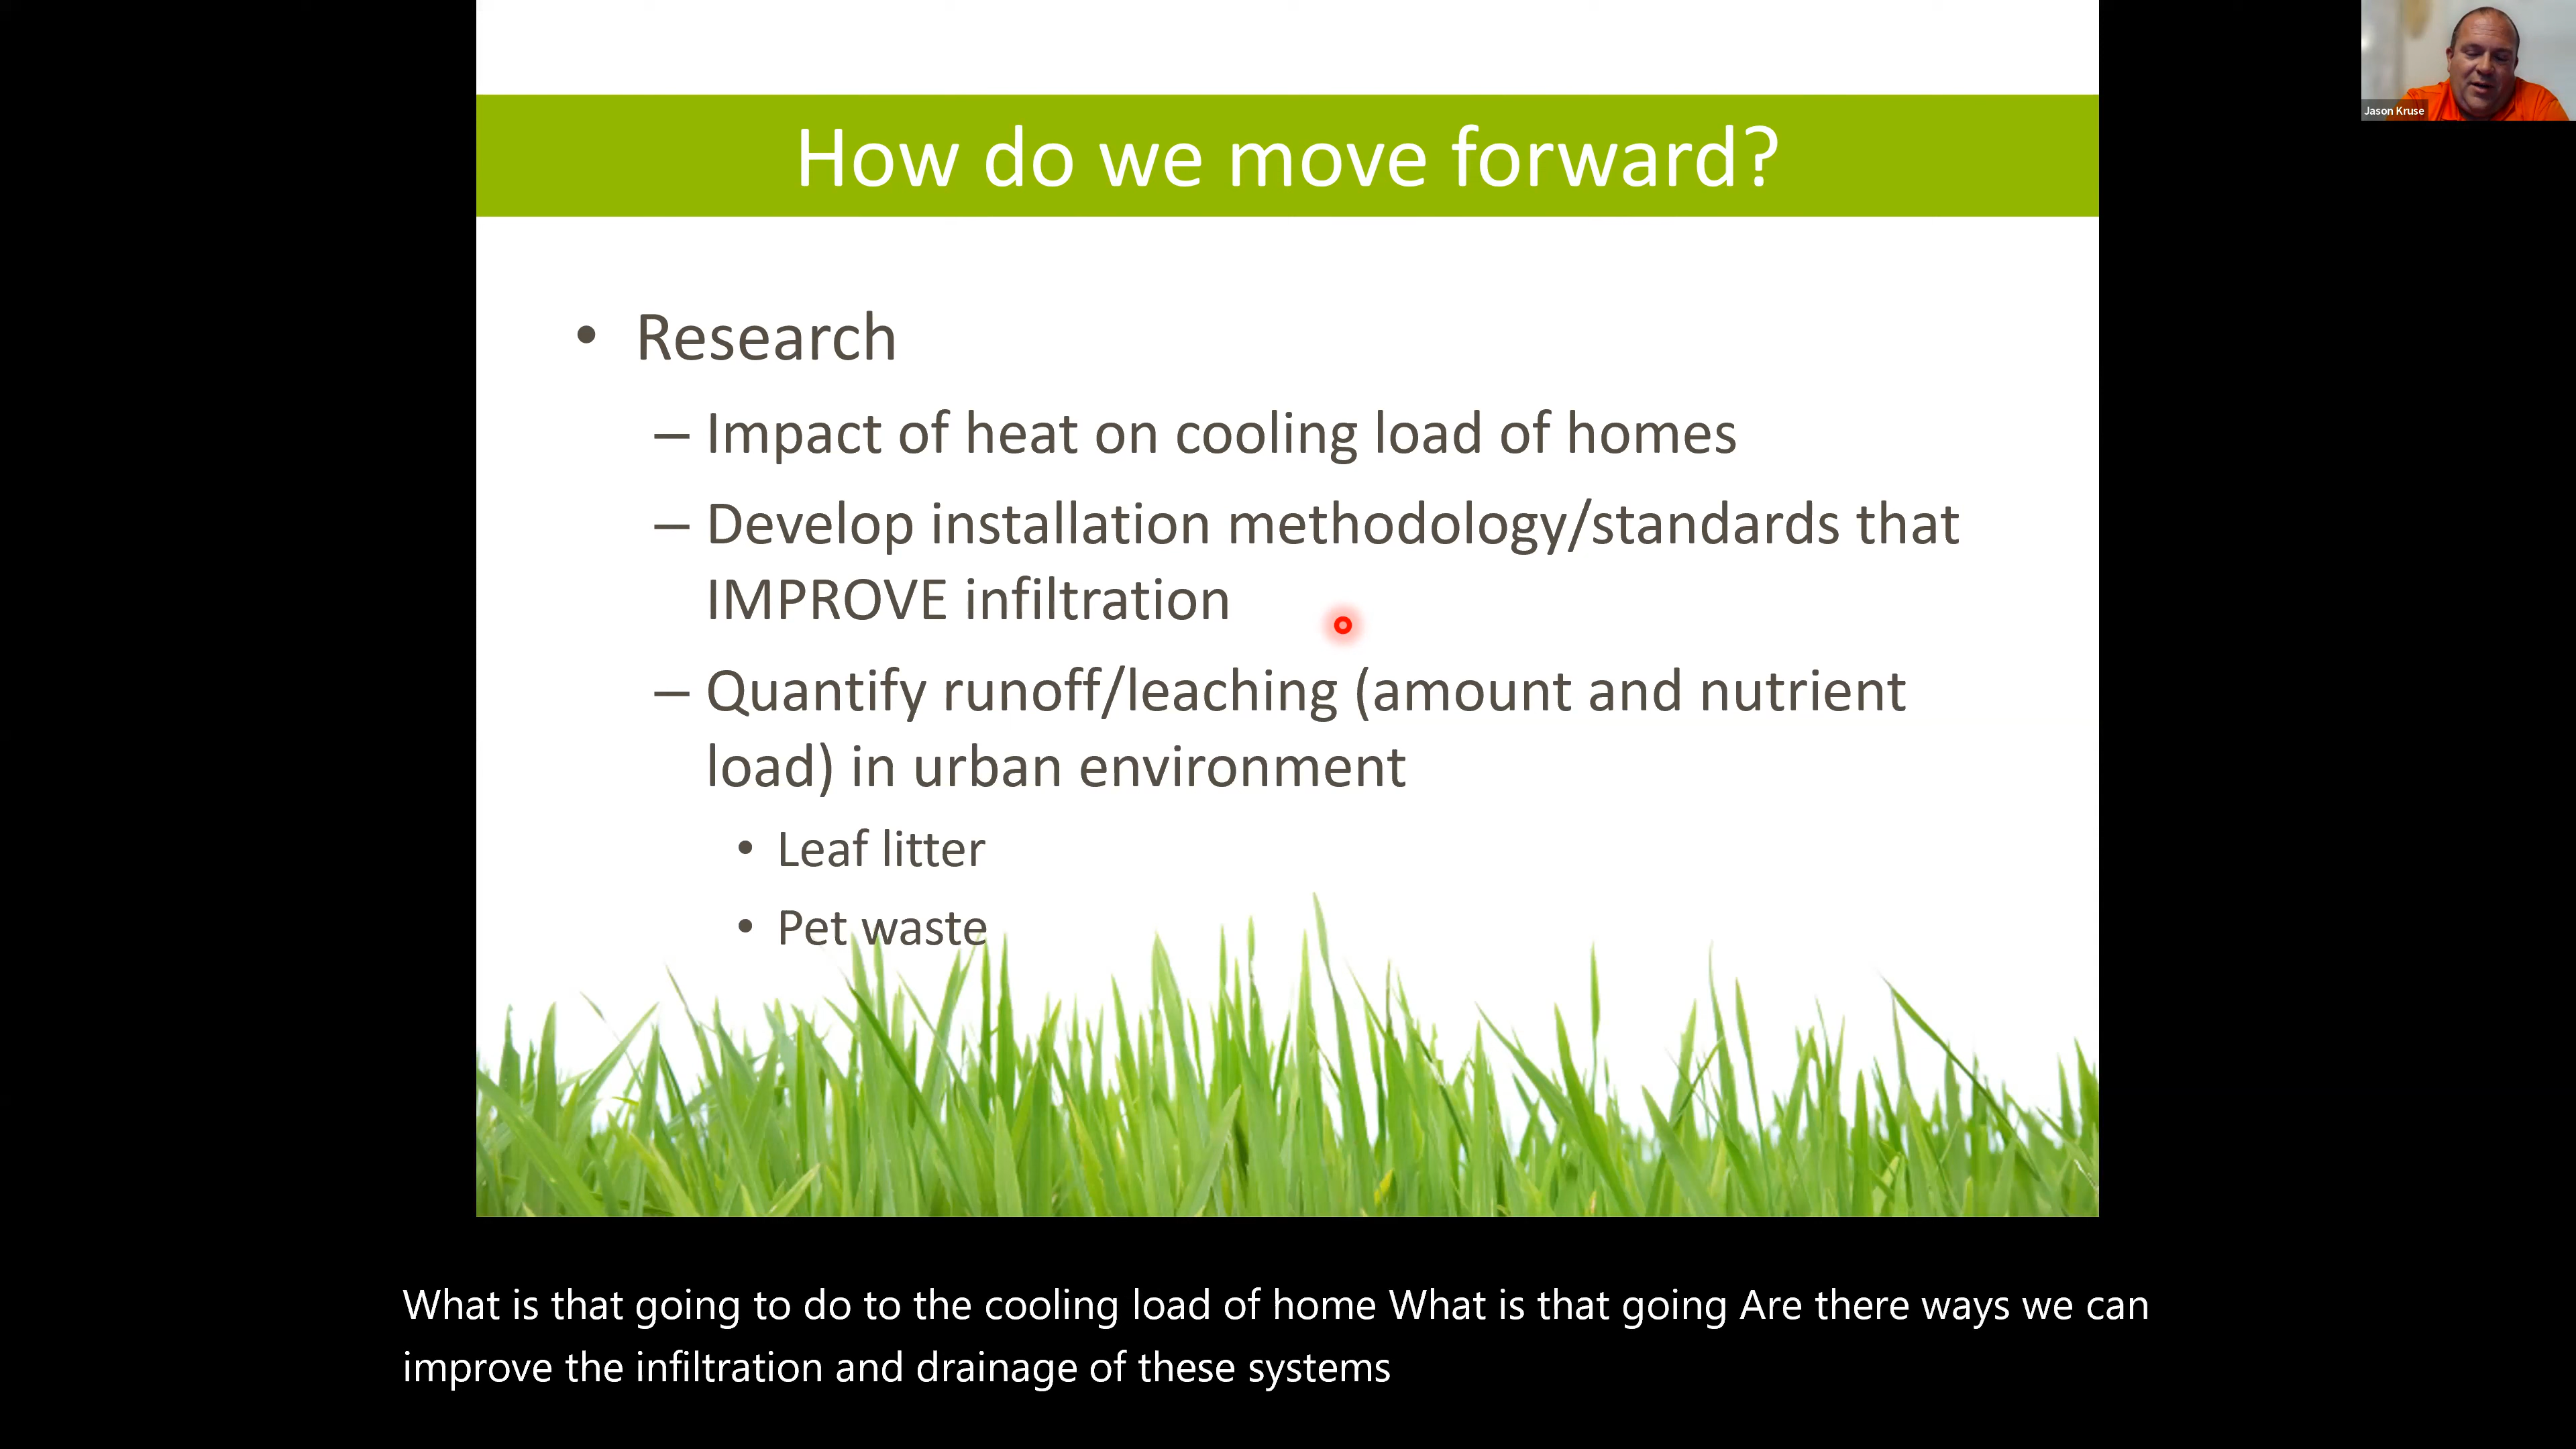 How do we move forward?
Jason Kruse
• Research
– Impact of heat on cooling load of homes
– Develop installation methodology/standards that
IMPROVE infiltration
– Quantify runoff/leaching (amount and nutrient
load) in urban environment
• Leaf litter
• Pet waste
What is that going to do to the cooling load of home What is that going Are there ways we can
improve the infiltration and drainage of these systems